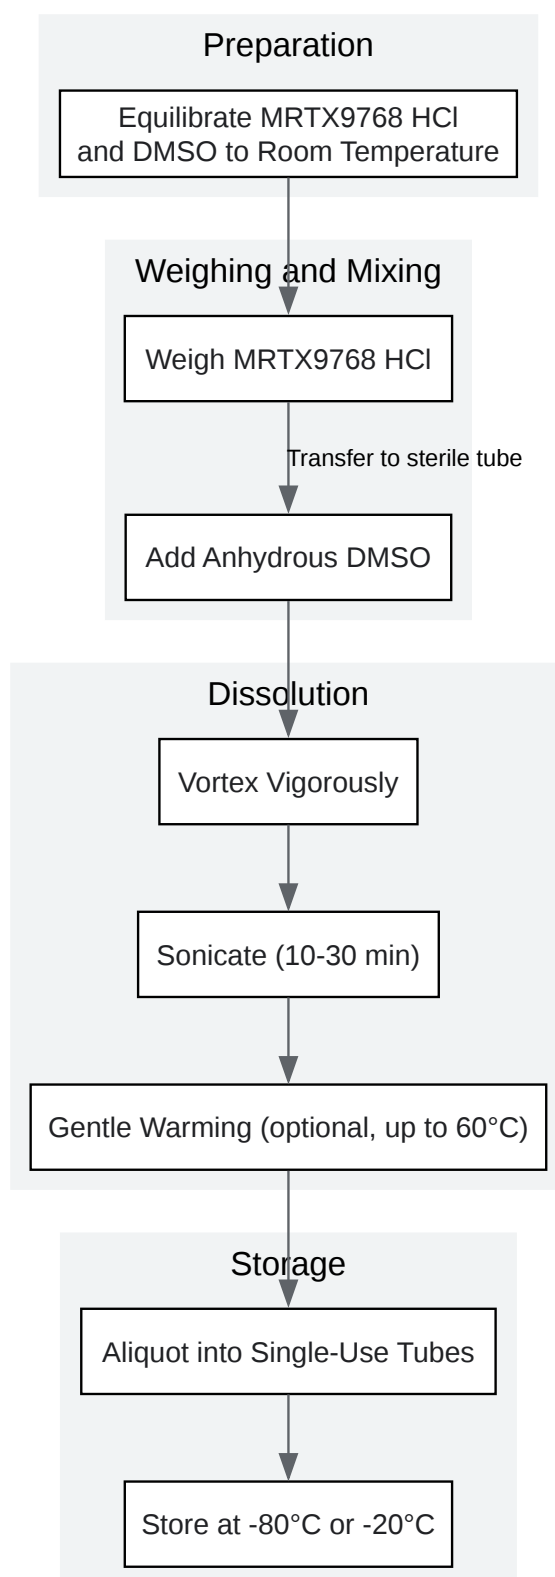 Preparation
Equilibrate MRTX9768 HCl
and DMSO to Room Temperature
Weighing and Mixing
Weigh MRTX9768 HCl
Transfer to sterile tube
Add Anhydrous DMSO
Dissolution
Vortex Vigorously
Sonicate (10-30 min)
Gentle Warming (optional, up to 60°C)
Storage
Aliquot into Single-Use Tubes
Store at -80°C or -20°C